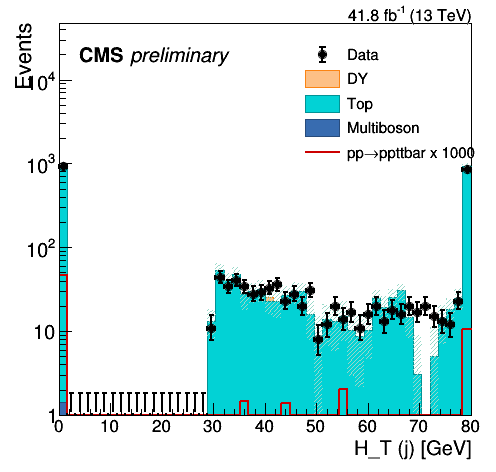 41.8 fb⁻¹ (13 TeV)
Events
CMS preliminary
Data
DY
Top
Multiboson
pp→ppttbar x 1000
10⁴
10³
10²
10
1
0 10 20 30 40 50 60 70 80
H_T (j) [GeV]